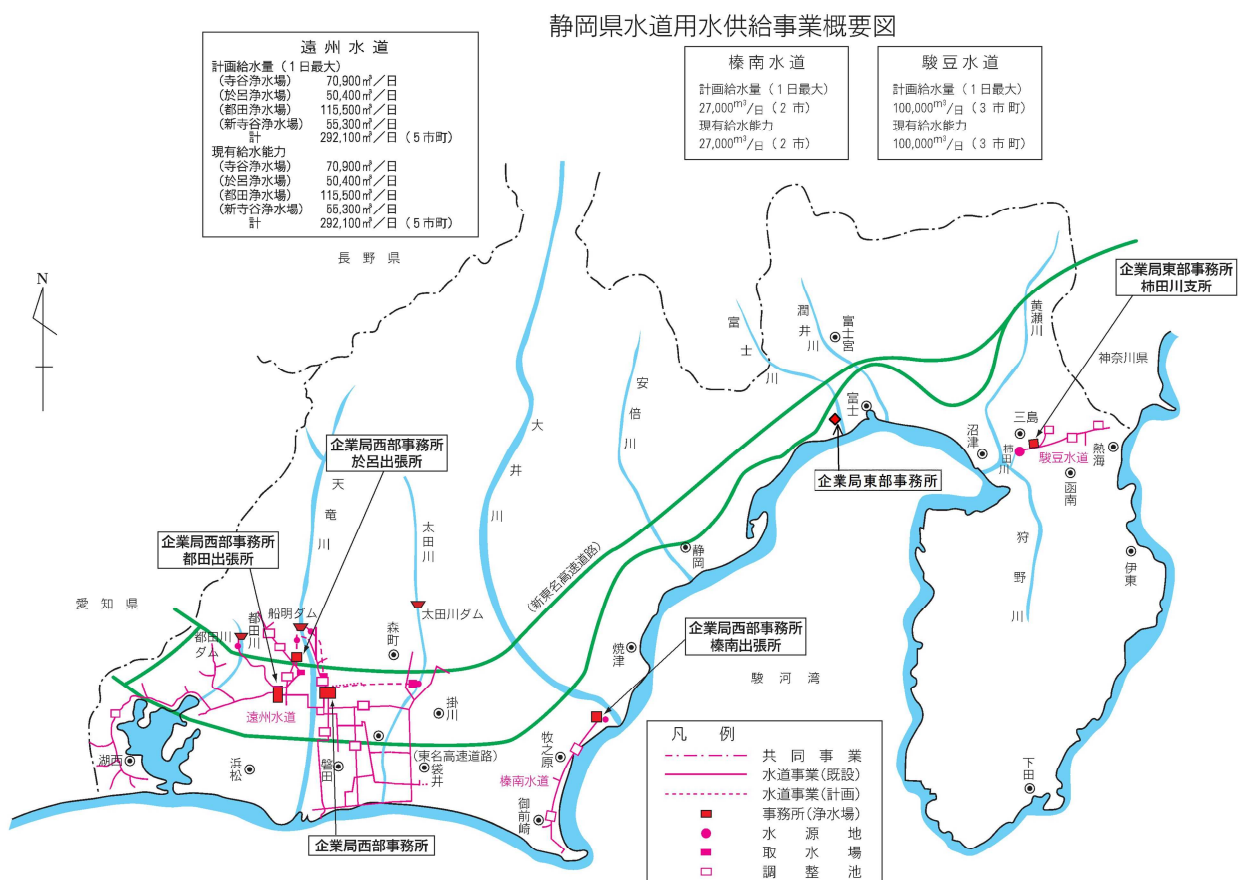 静岡県水道用水供給事業概要図
遠州水道
計画給水量（１日最大）
(寺谷浄水場) 70,900㎥／日
(於呂浄水場) 50,400㎥／日
(都田浄水場) 115,500㎥／日
(新寺谷浄水場) 55,300㎥／日
計 292,100㎥／日（５市町）
現有給水能力
(寺谷浄水場) 70,900㎥／日
(於呂浄水場) 50,400㎥／日
(都田浄水場) 115,500㎥／日
(新寺谷浄水場) 55,300㎥／日
計 292,100㎥／日（５市町）
榛南水道
計画給水量（１日最大）
27,000m³/日（２市）
現有給水能力
27,000m³/日（２市）
駿豆水道
計画給水量（１日最大）
100,000m³/日（３市町）
現有給水能力
100,000m³/日（３市町）
長野県
N
企業局東部事務所
柿田川支所
黄瀬川
神奈川県
富士川
潤井川
富士宮
安倍川
大井川
富士
三島
沼津
柿田川
駿豆水道
熱海
函南
企業局東部事務所
企業局西部事務所
於呂出張所
天竜川
太田川
企業局西部事務所
都田出張所
静岡
(新東名高速道路)
狩野川
伊東
愛知県
都田川
船明ダム
太田川ダム
都田川
ダム
森町
焼津
企業局西部事務所
榛南出張所
駿河湾
遠州水道
掛川
牧之原
(東名高速道路)
湖西
浜松
磐田
袋井
榛南水道
御前崎
下田
企業局西部事務所
凡例
共同事業
水道事業(既設)
水道事業(計画)
事務所(浄水場)
水源地
取水場
調整池